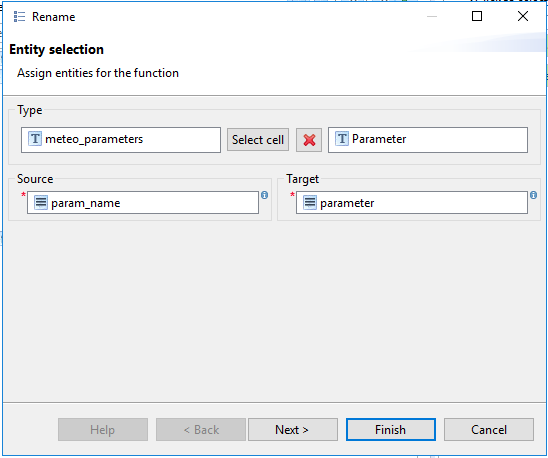 Rename
Entity selection
Assign entities for the function
Type
T meteo_parameters Select cell T Parameter
Source Target
* param_name * parameter
Help < Back Next > Finish Cancel